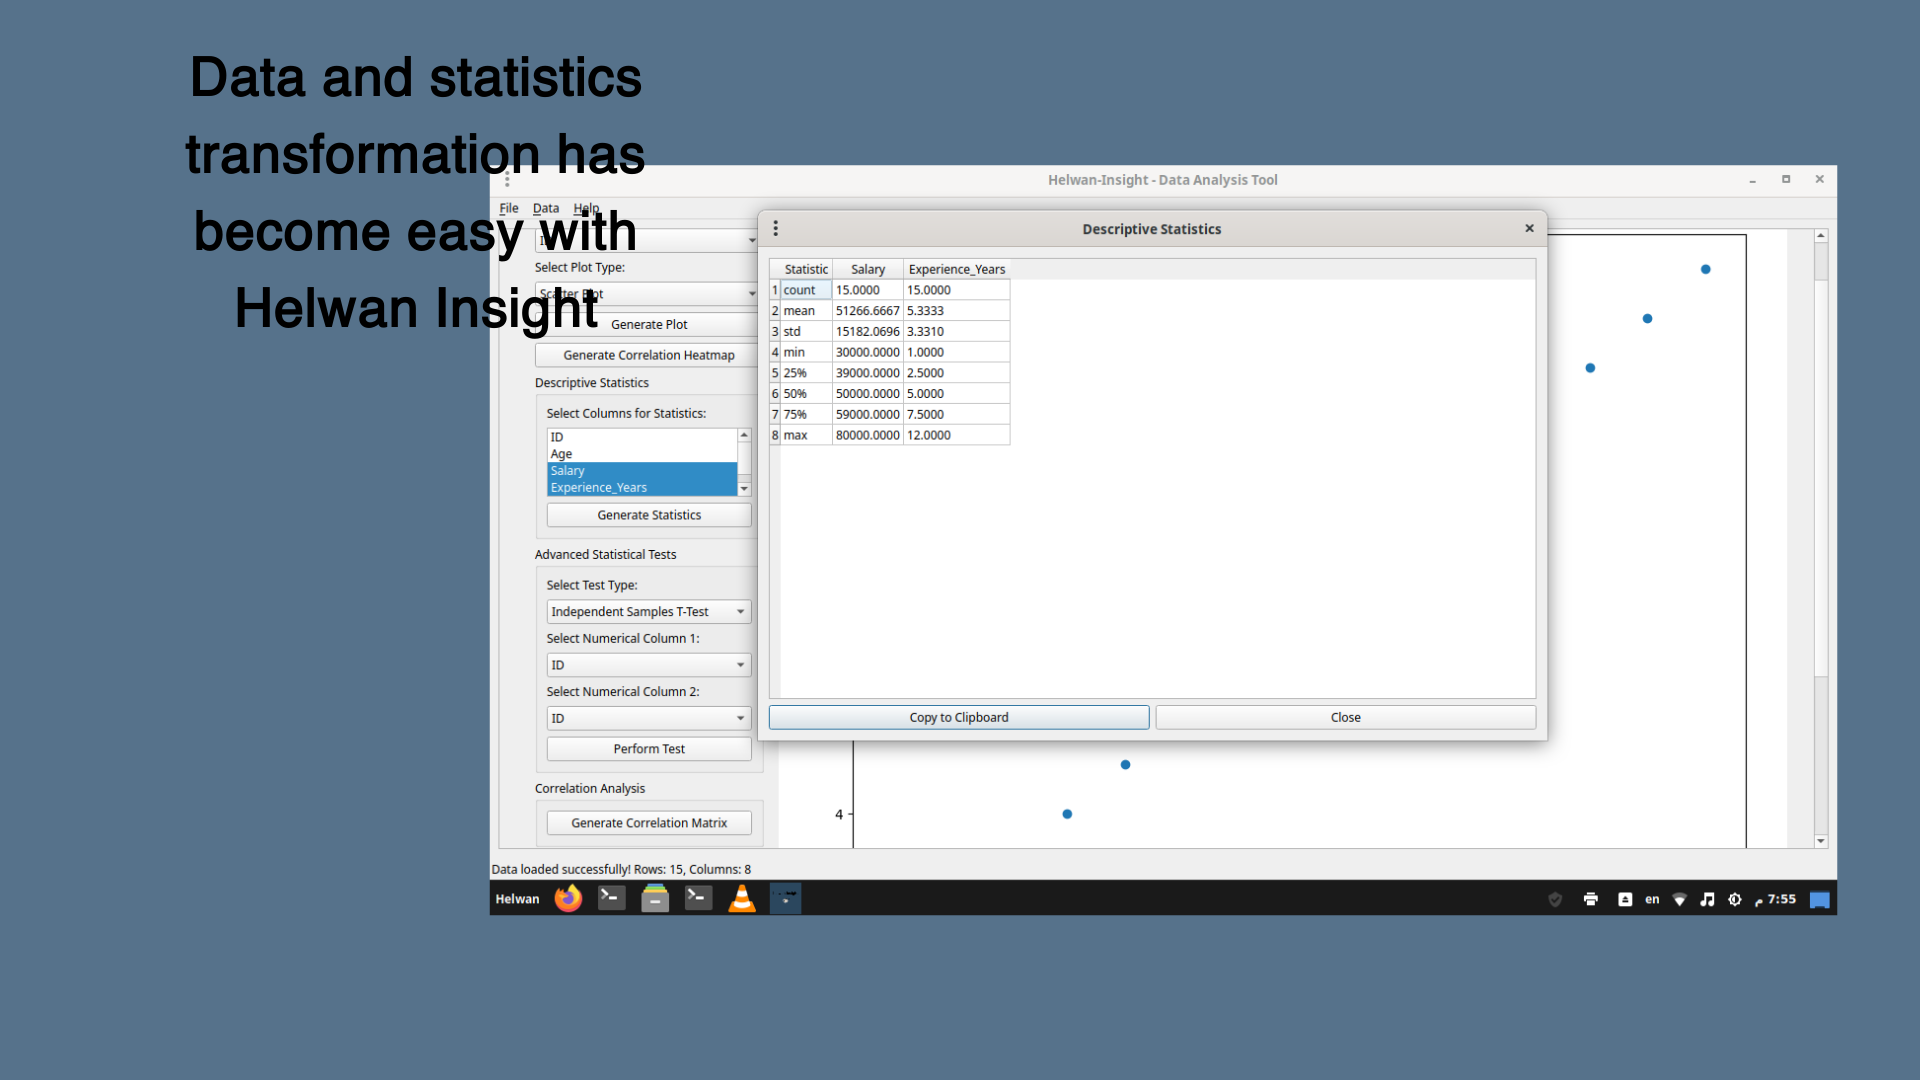 Data and statistics
transformation has
become easy with
Helwan Insight
Helwan-Insight - Data Analysis Tool
File Data Help
Select Plot Type:
Scatter Plot
Generate Plot
Generate Correlation Heatmap
Descriptive Statistics
Select Columns for Statistics:
ID
Age
Salary
Experience_Years
Generate Statistics
Advanced Statistical Tests
Select Test Type:
Independent Samples T-Test
Select Numerical Column 1:
ID
Select Numerical Column 2:
ID
Perform Test
Correlation Analysis
Generate Correlation Matrix
Descriptive Statistics
Statistic Salary Experience_Years
1 count 15.0000 15.0000
2 mean 51266.6667 5.3333
3 std 15182.0696 3.3310
4 min 30000.0000 1.0000
5 25% 39000.0000 2.5000
6 50% 50000.0000 5.0000
7 75% 59000.0000 7.5000
8 max 80000.0000 12.0000
Copy to Clipboard Close
4
Data loaded successfully! Rows: 15, Columns: 8
Helwan en م 7:55